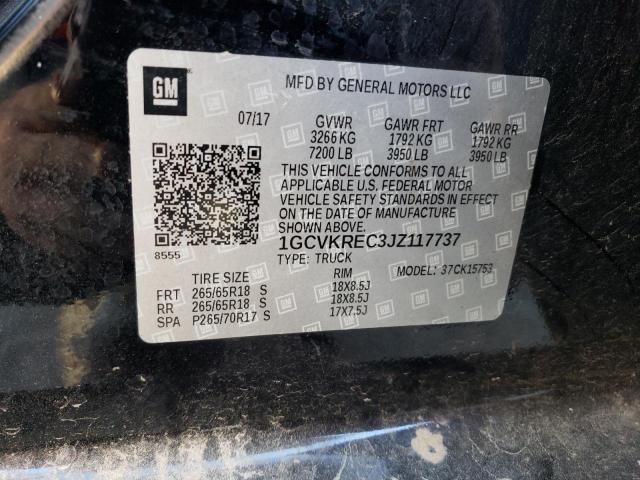 GM
MFD BY GENERAL MOTORS LLC
07/17 GVWR GAWR FRT GAWR RR
3266 KG 1792 KG 1792 KG
7200 LB 3950 LB 3950 LB
THIS VEHICLE CONFORMS TO ALL
APPLICABLE U.S. FEDERAL MOTOR
VEHICLE SAFETY STANDARDS IN EFFECT
ON THE DATE OF MANUFACTURE
SHOWN ABOVE.
1GCVKREC3JZ117737
8555
TYPE: TRUCK MODEL: 37CK15753
TIRE SIZE RIM
FRT 265/65R18 S 18X8.5J
RR 265/65R18 S 18X8.5J
SPA P265/70R17 S 17X7.5J